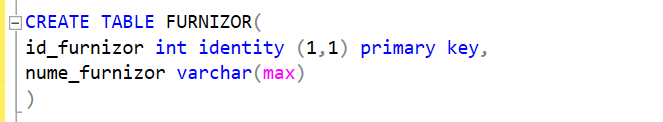 CREATE TABLE FURNIZOR(
id_furnizor int identity (1,1) primary key,
nume_furnizor varchar(max)
)